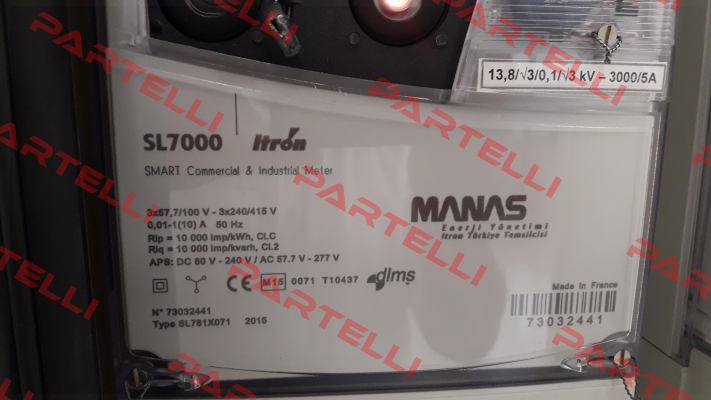 13,8/√3/0,1/√3 kV – 3000/5A
SL7000 Itron
SMART Commercial & Industrial Meter
3x57,7/100 V - 3x240/415 V
0,01-1(10) A 50 Hz
Rip = 10 000 imp/kWh, Cl.C
Riq = 10 000 imp/kvarh, Cl.2
APS: DC 60 V - 240 V / AC 57.7 V - 277 V
MANAS
Enerji Yönetimi
Itron Türkiye Temsilcisi
CE M15 0071 T10437 dlms
N° 73032441
Type SL761X071 2015
Made in France
73032441
PARTELLI
PARTELLI
PARTELLI
PARTELLI
PARTELLI
PARTELLI
PARTELLI